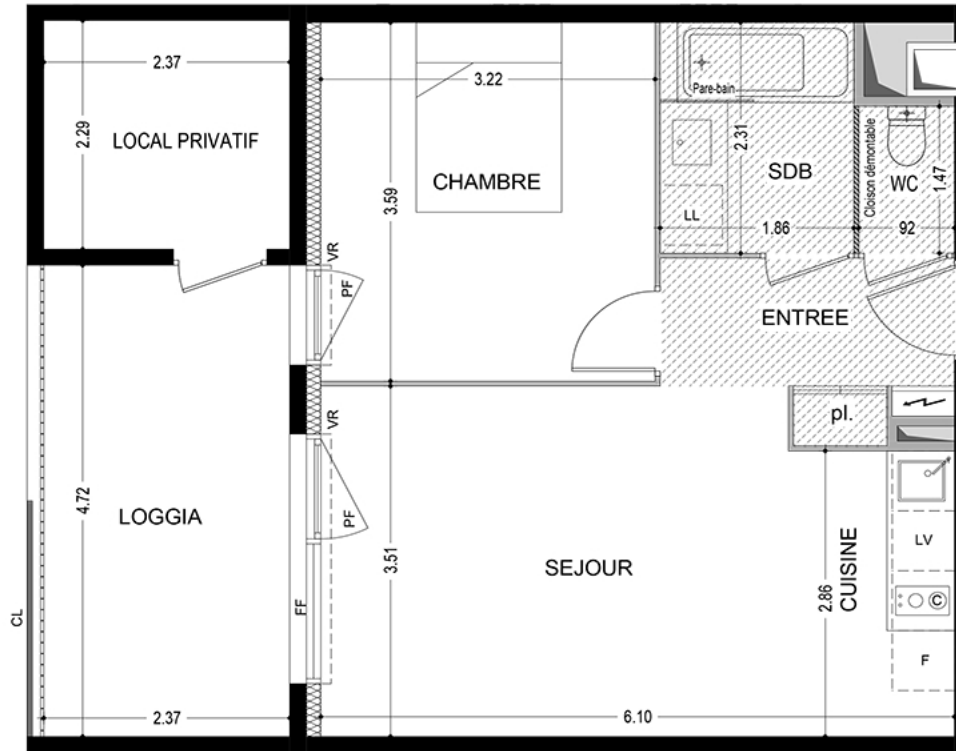 2.37
2.29
LOCAL PRIVATIF
3.22
3.59
CHAMBRE
Pare-bain
2.31
SDB
LL
1.86
Cloison démontable
WC
1.47
92
VR
PF
ENTREE
pl.
VR
PF
4.72
LOGGIA
3.51
SEJOUR
2.86
CUISINE
LV
C
F
FF
CL
2.37
6.10